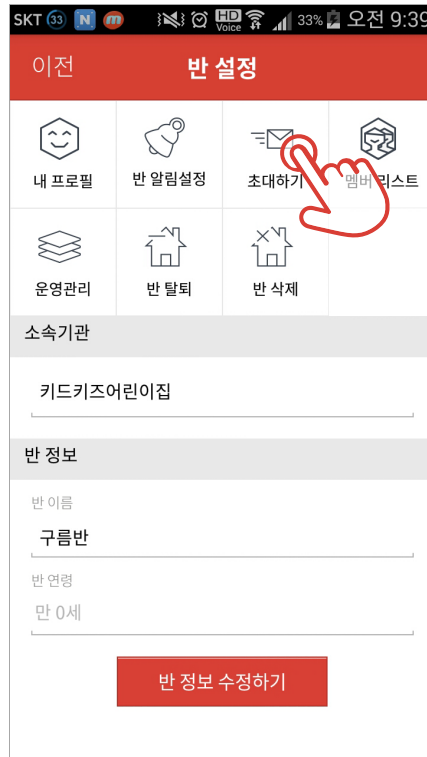 SKT 33 N m HD Voice 33% 오전 9:39
이전 반 설정
내 프로필 반 알림설정 초대하기 멤버 리스트
운영관리 반 탈퇴 반 삭제
소속기관
키드키즈어린이집
반 정보
반 이름
구름반
반 연령
만 0세
반 정보 수정하기